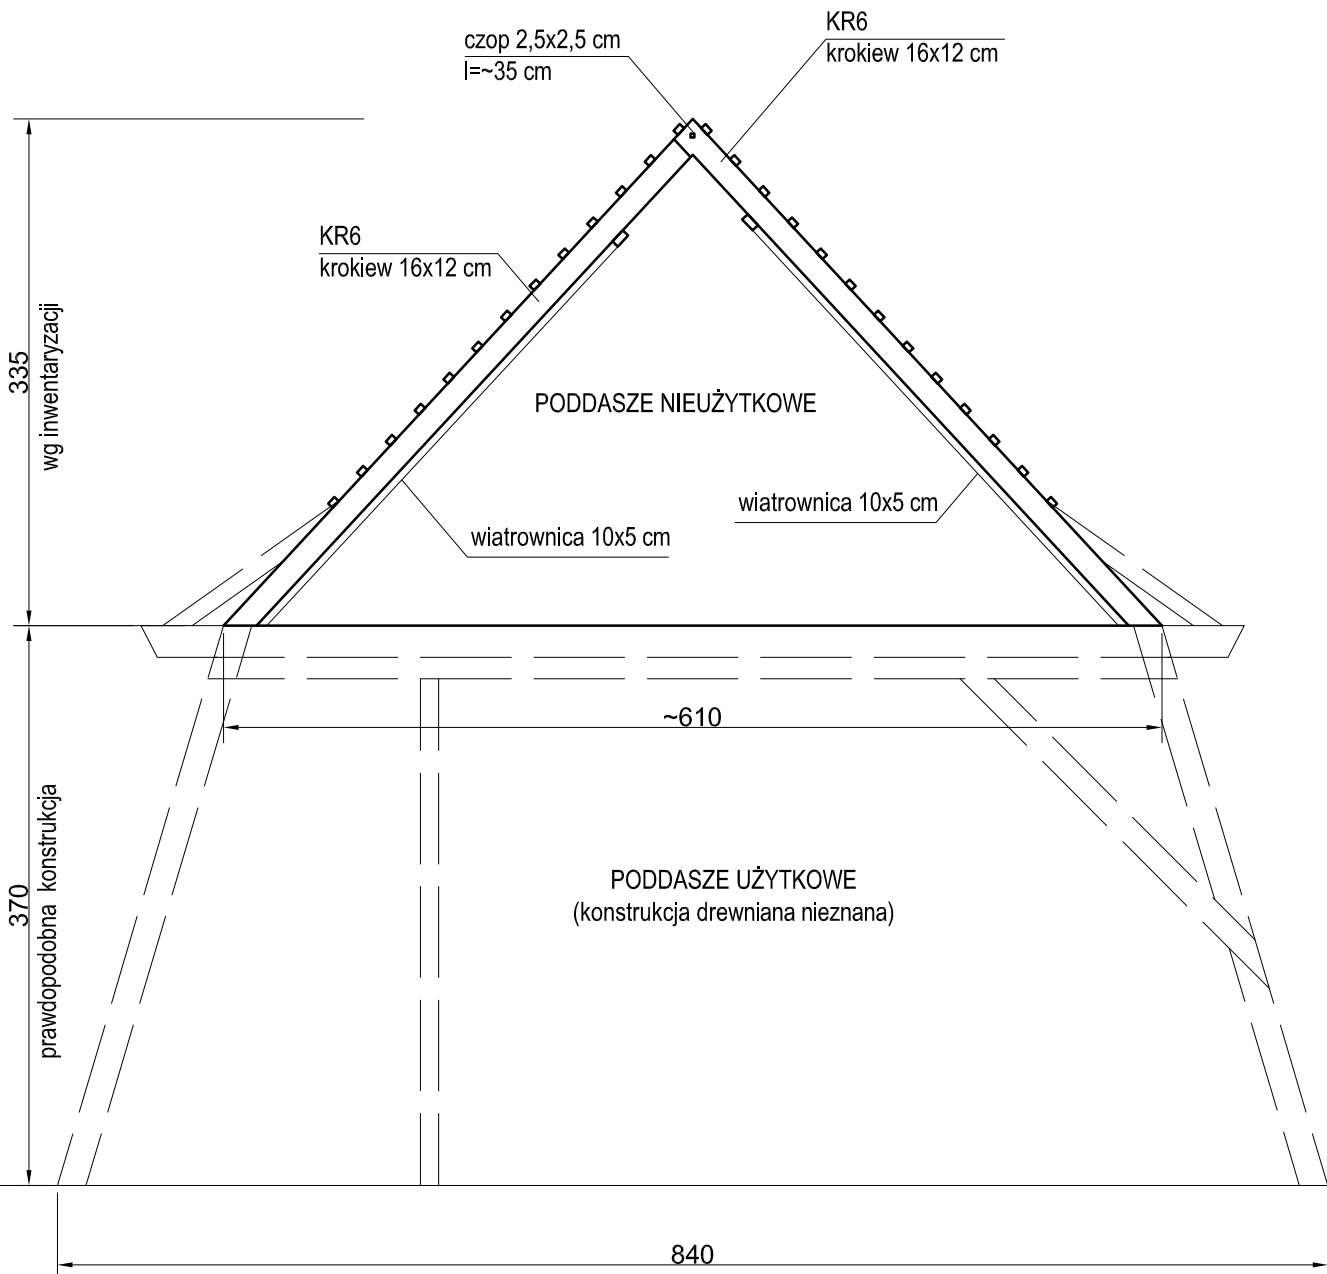 czop 2,5x2,5 cm
l=~35 cm
KR6
krokiew 16x12 cm
KR6
krokiew 16x12 cm
335
wg inwentaryzacji
PODDASZE NIEUŻYTKOWE
wiatrownica 10x5 cm
wiatrownica 10x5 cm
~610
370
prawdopodobna konstrukcja
PODDASZE UŻYTKOWE
(konstrukcja drewniana nieznana)
840